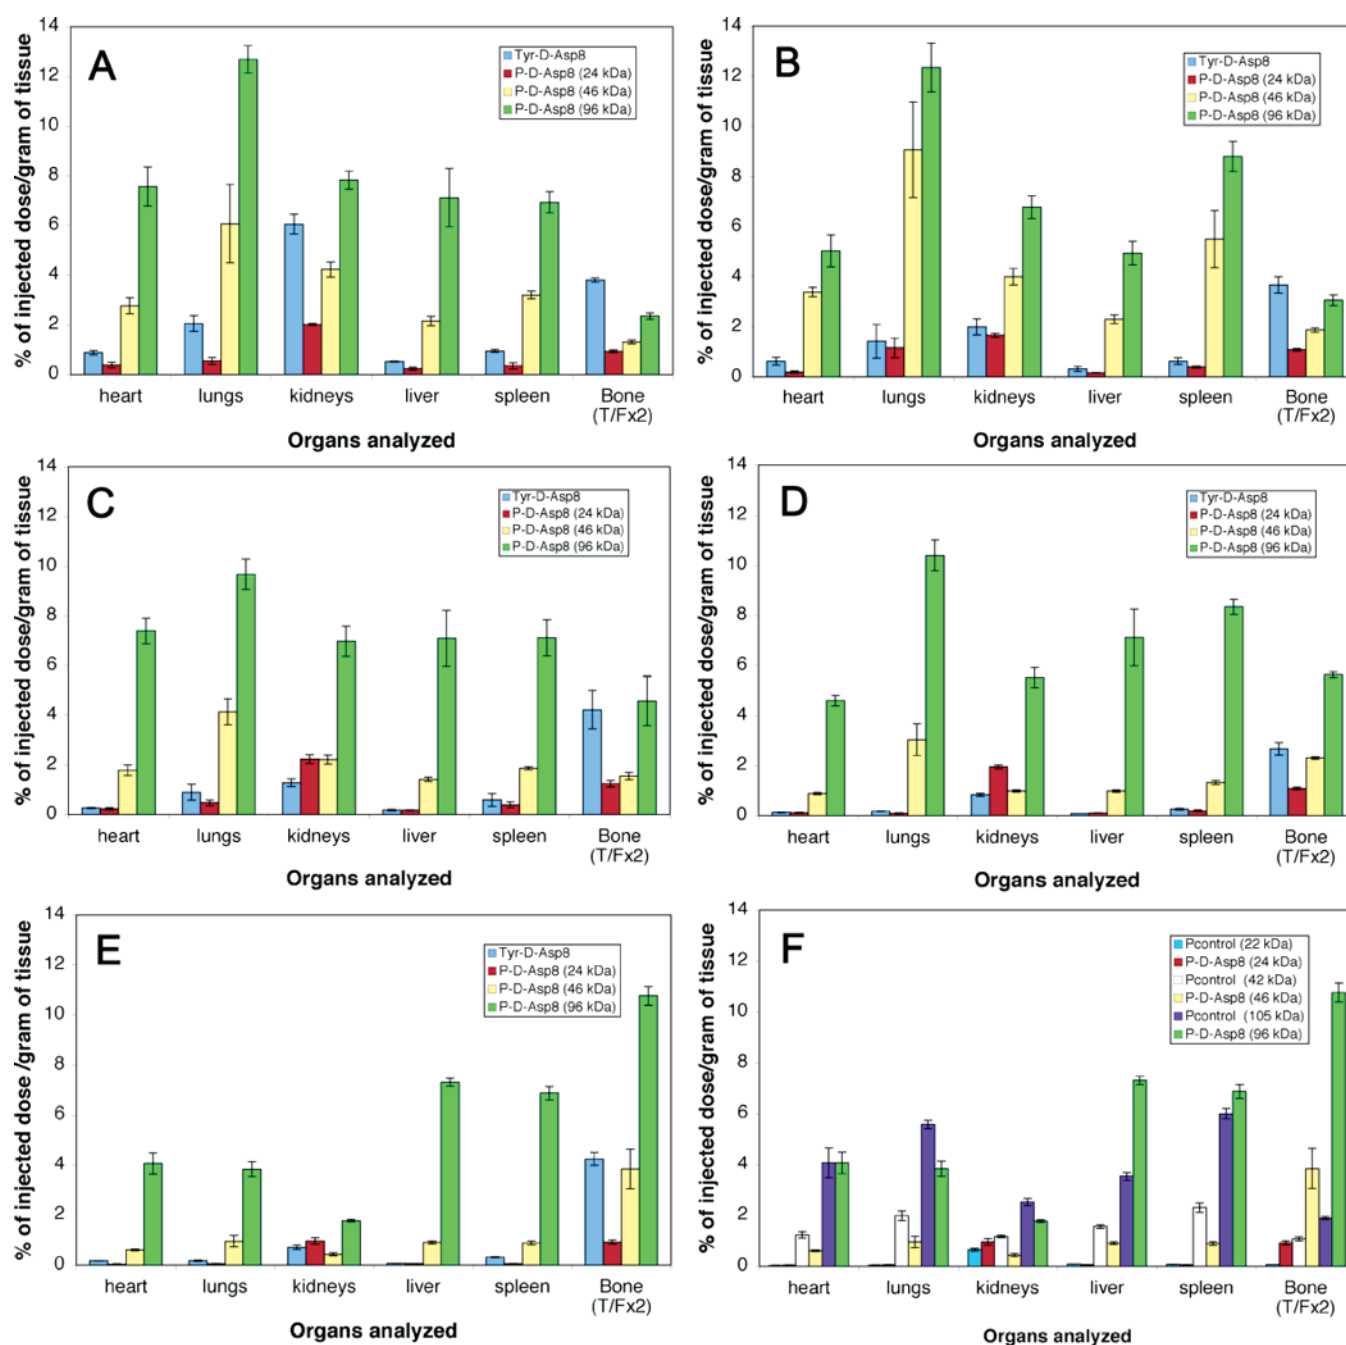 A
% of injected dose/gram of tissue
14
12
10
8
6
4
2
0
Tyr-D-Asp8
P-D-Asp8 (24 kDa)
P-D-Asp8 (46 kDa)
P-D-Asp8 (96 kDa)
heart lungs kidneys liver spleen Bone
(T/Fx2)
Organs analyzed
B
% of injected dose/gram of tissue
14
12
10
8
6
4
2
0
Tyr-D-Asp8
P-D-Asp8 (24 kDa)
P-D-Asp8 (46 kDa)
P-D-Asp8 (96 kDa)
heart lungs kidneys liver spleen Bone
(T/Fx2)
Organs analyzed
C
% of injected dose/gram of tissue
14
12
10
8
6
4
2
0
Tyr-D-Asp8
P-D-Asp8 (24 kDa)
P-D-Asp8 (46 kDa)
P-D-Asp8 (96 kDa)
heart lungs kidneys liver spleen Bone
(T/Fx2)
Organs analyzed
D
% of injected dose/gram of tissue
14
12
10
8
6
4
2
0
Tyr-D-Asp8
P-D-Asp8 (24 kDa)
P-D-Asp8 (46 kDa)
P-D-Asp8 (96 kDa)
heart lungs kidneys liver spleen Bone
(T/Fx2)
Organs analyzed
E
% of injected dose /gram of tissue
14
12
10
8
6
4
2
0
Tyr-D-Asp8
P-D-Asp8 (24 kDa)
P-D-Asp8 (46 kDa)
P-D-Asp8 (96 kDa)
heart lungs kidneys liver spleen Bone
(T/Fx2)
Organs analyzed
F
% of injected dose/gram of tissue
14
12
10
8
6
4
2
0
Pcontrol (22 kDa)
P-D-Asp8 (24 kDa)
Pcontrol (42 kDa)
P-D-Asp8 (46 kDa)
Pcontrol (105 kDa)
P-D-Asp8 (96 kDa)
heart lungs kidneys liver spleen Bone
(T/Fx2)
Organs analyzed